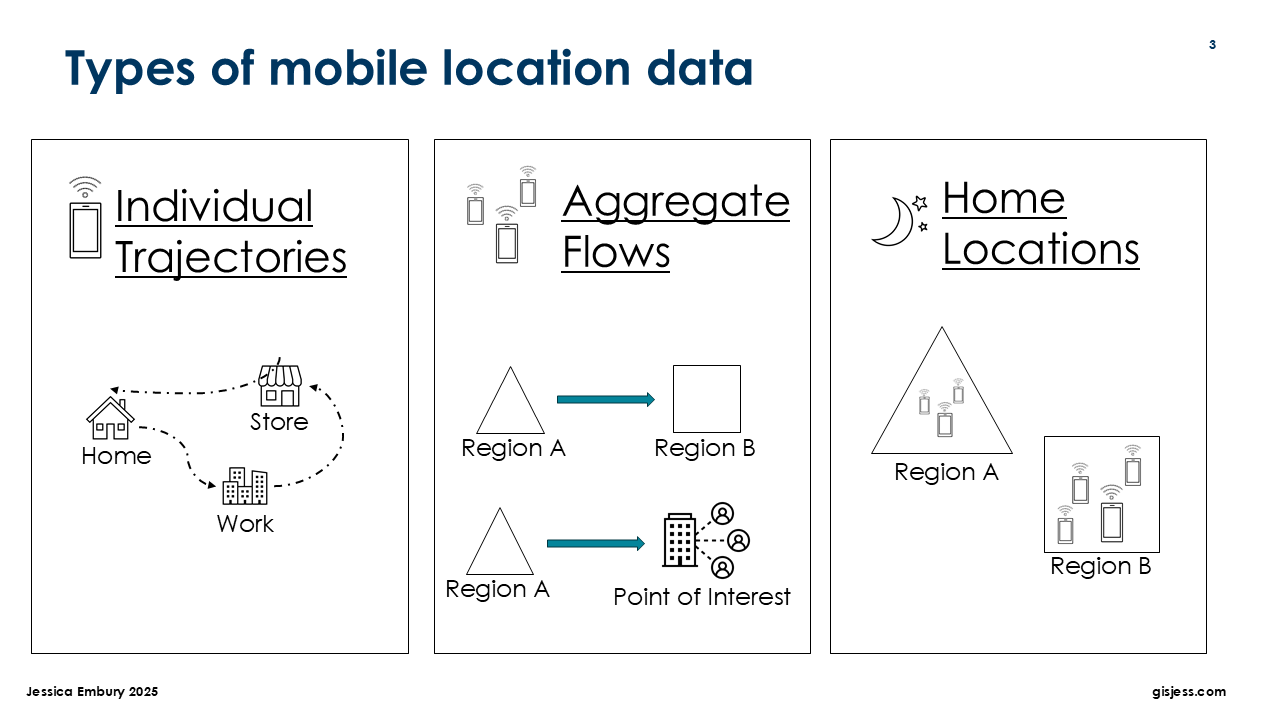 Types of mobile location data
3
Individual
Trajectories
Store
Home
Work
Aggregate
Flows
Region A
Region B
Region A
Point of Interest
Home
Locations
Region A
Region B
Jessica Embury 2025
gisjess.com